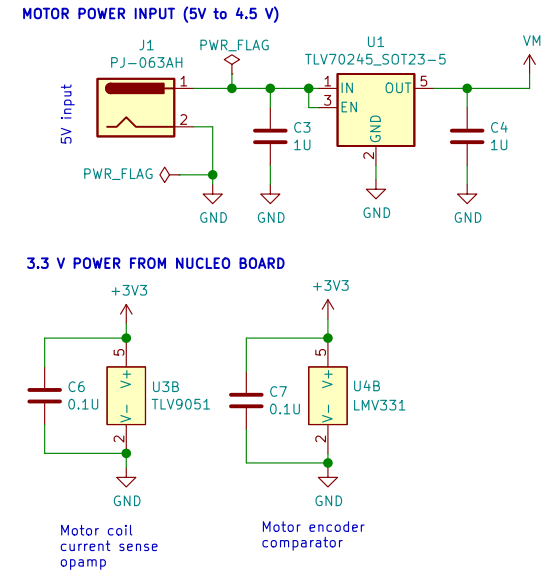 MOTOR POWER INPUT (5V to 4.5 V)
J1
PJ-063AH
PWR_FLAG
U1
TLV70245_SOT23-5
VM
5V input
1
2
PWR_FLAG
GND
C3
1U
GND
1
3
IN
EN
OUT
5
GND
2
GND
C4
1U
GND
3.3 V POWER FROM NUCLEO BOARD
+3V3
5
C6
0.1U
V+
V-
U3B
TLV9051
2
GND
Motor coil
current sense
opamp
+3V3
5
C7
0.1U
V+
V-
U4B
LMV331
2
GND
Motor encoder
comparator